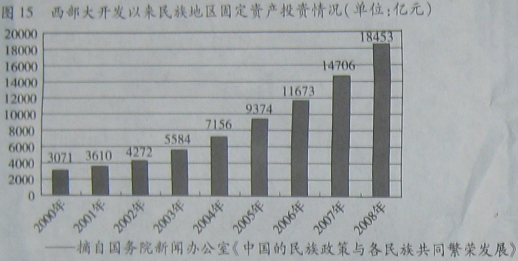 图 15 西部大开发以来民族地区固定资产投资情况(单位:亿元)
20000
18000
16000
14000
12000
10000
8000
6000
4000
2000
0
3071
3610
4272
5584
7156
9374
11673
14706
18453
2000年
2001年
2002年
2003年
2004年
2005年
2006年
2007年
2008年
——摘自国务院新闻办公室《中国的民族政策与各民族共同繁荣发展》